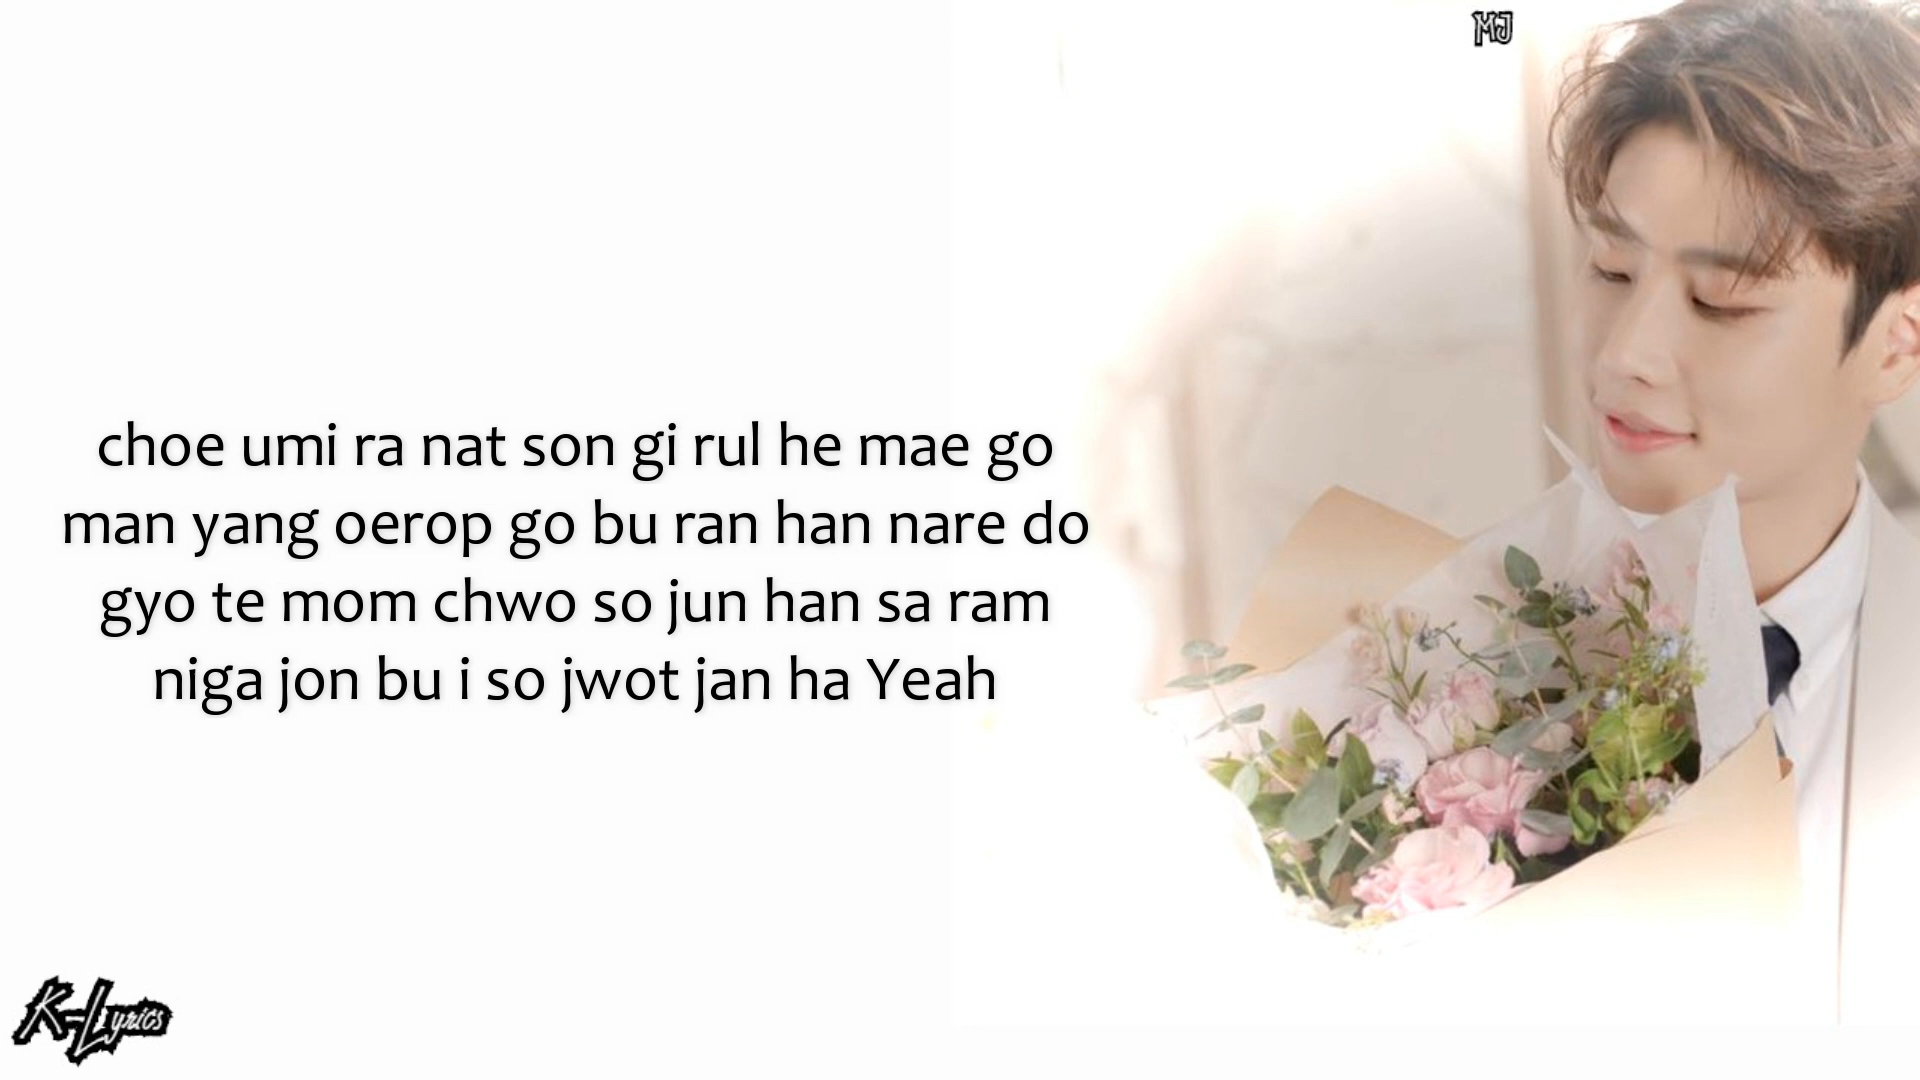 MJ
choe umi ra nat son gi rul he mae go
man yang oerop go bu ran han nare do
gyo te mom chwo so jun han sa ram
niga jon bu i so jwot jan ha Yeah
K-Lyrics